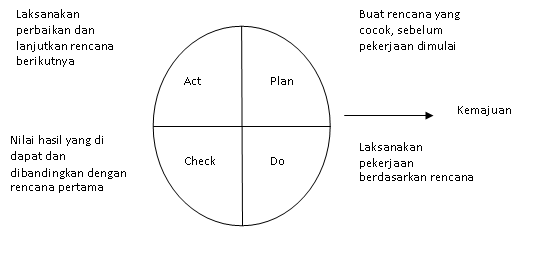 Laksanakan
perbaikan dan
lanjutkan rencana
berikutnya
Buat rencana yang
cocok, sebelum
pekerjaan dimulai
Act
Plan
Kemajuan
Nilai hasil yang di
dapat dan
dibandingkan dengan
rencana pertama
Check
Do
Laksanakan
pekerjaan
berdasarkan rencana